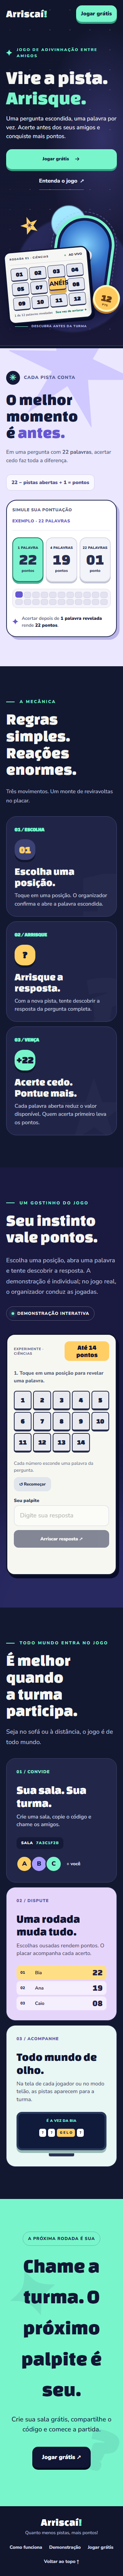 Arriscaí!
Jogar grátis
JOGO DE ADIVINHAÇÃO ENTRE
AMIGOS
Vire a pista.
Arrisque.
Uma pergunta escondida, uma palavra por
vez. Acerte antes dos seus amigos e
conquiste mais pontos.
Jogar grátis →
Entenda o jogo ↗
RODADA 01 · CIÊNCIAS
AO VIVO
01 02 03 04
05 06 ANÉIS 08
09 10 11 12
12
DESCUBRA ANTES DA TURMA
CADA PISTA CONTA
O melhor
momento
é antes.
Em uma pergunta com 22 palavras, acertar
cedo faz toda a diferença.
22 − pistas abertas + 1 = pontos
SIMULE SUA PONTUAÇÃO
EXEMPLO · 22 PALAVRAS
1 PALAVRA
22
pontos
4 PALAVRAS
19
pontos
22 PALAVRAS
01
ponto
Acertar depois de 1 palavra revelada
rende 22 pontos
A MECÂNICA
Regras
simples.
Reações
enormes.
Três movimentos. Um monte de reviravoltas
no placar.
01 / ESCOLHA
01
Escolha uma
posição.
Toque em uma posição. O organizador
confirma e abre a palavra escondida.
02 / ARRISQUE
?
Arrisque a
resposta.
Com a nova pista, tente descobrir a
resposta da pergunta completa.
03 / VENÇA
+22
Acerte cedo.
Pontue mais.
Cada palavra aberta reduz o valor
disponível. Quem acerta primeiro leva
os pontos.
UM GOSTINHO DO JOGO
Seu instinto
vale pontos.
Escolha uma posição, abra uma palavra
e tente descobrir a resposta. A
demonstração é individual; no jogo real,
o organizador conduz as jogadas.
DEMONSTRAÇÃO INTERATIVA
EXPERIMENTE ·
CIÊNCIAS
Até 14
pontos
1. Toque em uma posição para revelar
uma palavra.
1 2 3 4 5
6 7 8 9 10
11 12 13 14
Cada número esconde uma palavra da
pergunta.
↺ Recomeçar
Seu palpite
Digite sua resposta
Arriscar resposta ↗
TODO MUNDO ENTRA NO JOGO
É melhor
quando
a turma
participa.
Seja no sofá ou à distância, o jogo é de
todo mundo.
01 / CONVIDE
Sua sala. Sua
turma.
Crie uma sala, copie o código e
chame os amigos.
SALA FA3C1F20
A B C + você
02 / DISPUTE
Uma rodada
muda tudo.
Escolhas ousadas rendem pontos. O
placar acompanha cada acerto.
01 Bia 22
02 Ana 19
03 Caio 08
03 / ACOMPANHE
Todo mundo de
olho.
Na tela de cada jogador ou no modo
telão, as pistas aparecem para a
turma.
É A VEZ DA BIA
? ? GELO ?
A PRÓXIMA RODADA É SUA
Chame a
turma. O
próximo
palpite é
seu.
Crie sua sala grátis, compartilhe o
código e comece a partida.
Jogar grátis ↗
Arriscaí!
Quanto menos pistas, mais pontos!
Como funciona Demonstração Jogar grátis
Voltar ao topo ↑